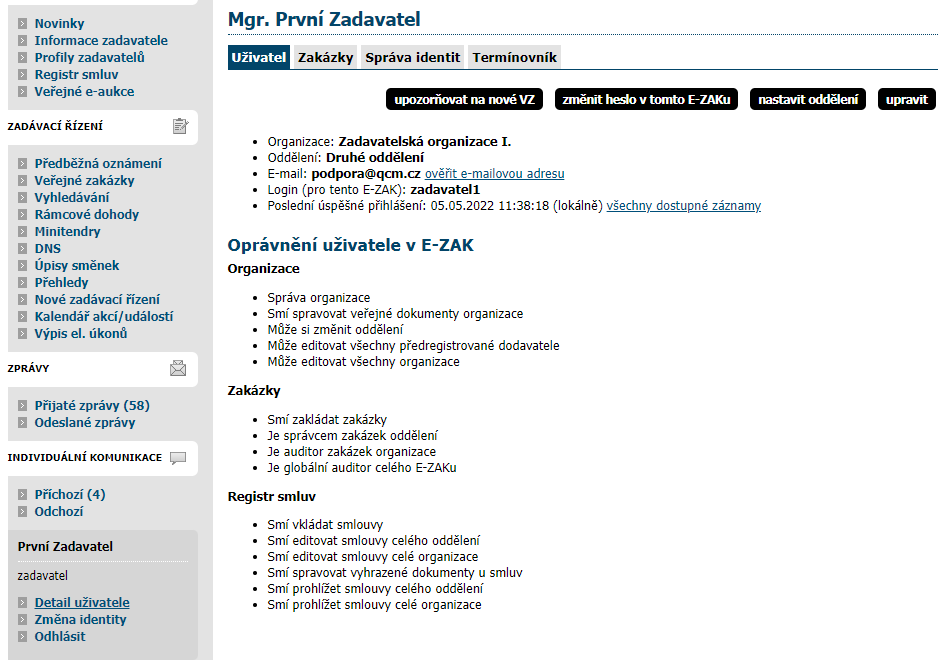 Novinky
Informace zadavatele
Profily zadavatelů
Registr smluv
Veřejné e-aukce
ZADÁVACÍ ŘÍZENÍ
Předběžná oznámení
Veřejné zakázky
Vyhledávání
Rámcové dohody
Minitendry
DNS
Úpisy směnek
Přehledy
Nové zadávací řízení
Kalendář akcí/událostí
Výpis el. úkonů
ZPRÁVY
Přijaté zprávy (58)
Odeslané zprávy
INDIVIDUÁLNÍ KOMUNIKACE
Příchozí (4)
Odchozí
První Zadavatel
zadavatel
Detail uživatele
Změna identity
Odhlásit
Mgr. První Zadavatel
Uživatel Zakázky Správa identit Termínovník
upozorňovat na nové VZ změnit heslo v tomto E-ZAKu nastavit oddělení upravit
• Organizace: Zadavatelská organizace I.
• Oddělení: Druhé oddělení
• E-mail: podpora@qcm.cz ověřit e-mailovou adresu
• Login (pro tento E-ZAK): zadavatel1
• Poslední úspěšné přihlášení: 05.05.2022 11:38:18 (lokálně) všechny dostupné záznamy
Oprávnění uživatele v E-ZAK
Organizace
• Správa organizace
• Smí spravovat veřejné dokumenty organizace
• Může si změnit oddělení
• Může editovat všechny předregistrované dodavatele
• Může editovat všechny organizace
Zakázky
• Smí zakládat zakázky
• Je správcem zakázek oddělení
• Je auditor zakázek organizace
• Je globální auditor celého E-ZAKu
Registr smluv
• Smí vkládat smlouvy
• Smí editovat smlouvy celého oddělení
• Smí editovat smlouvy celé organizace
• Smí spravovat vyhrazené dokumenty u smluv
• Smí prohlížet smlouvy celého oddělení
• Smí prohlížet smlouvy celé organizace